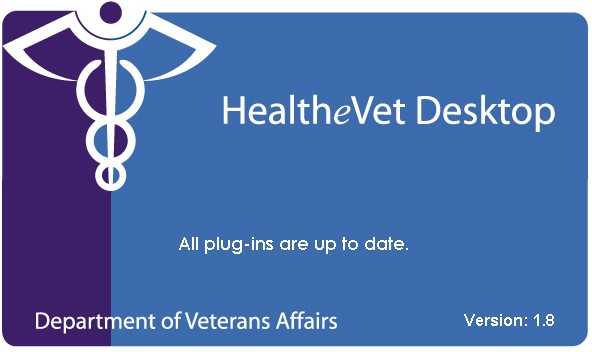 HealtheVet Desktop
All plug-ins are up to date.
Department of Veterans Affairs
Version: 1.8